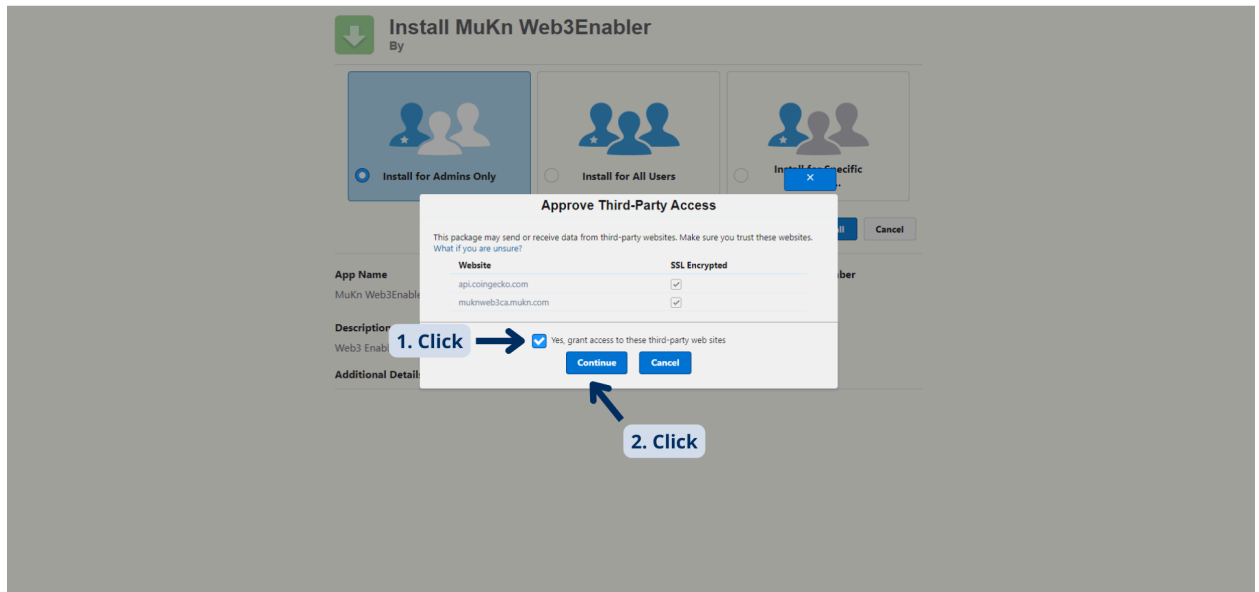 Install MuKn Web3Enabler
By
Install for Admins Only
Install for All Users
Install for Specific
...
×
Approve Third-Party Access
Cancel
This package may send or receive data from third-party websites. Make sure you trust these websites.
What if you are unsure?
Website SSL Encrypted
App Name
api.coingecko.com
MuKn Web3Enable
muknweb3ca.mukn.com
Description
1. Click
Yes, grant access to these third-party web sites
Web3 Enab
Continue Cancel
Additional Details
2. Click